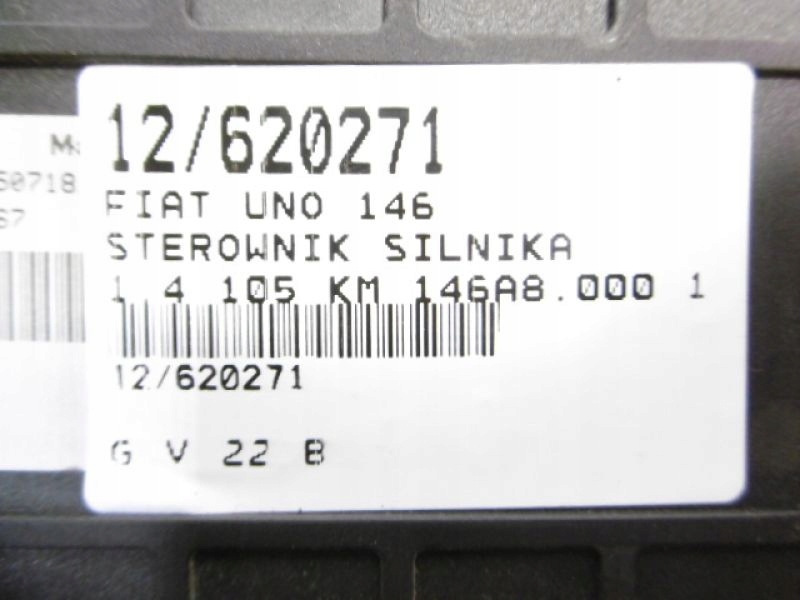 12/620271
FIAT UNO 146
STEROWNIK SILNIKA
1 4 105 KM 146A8.000 1
12/620271
G V 22 B